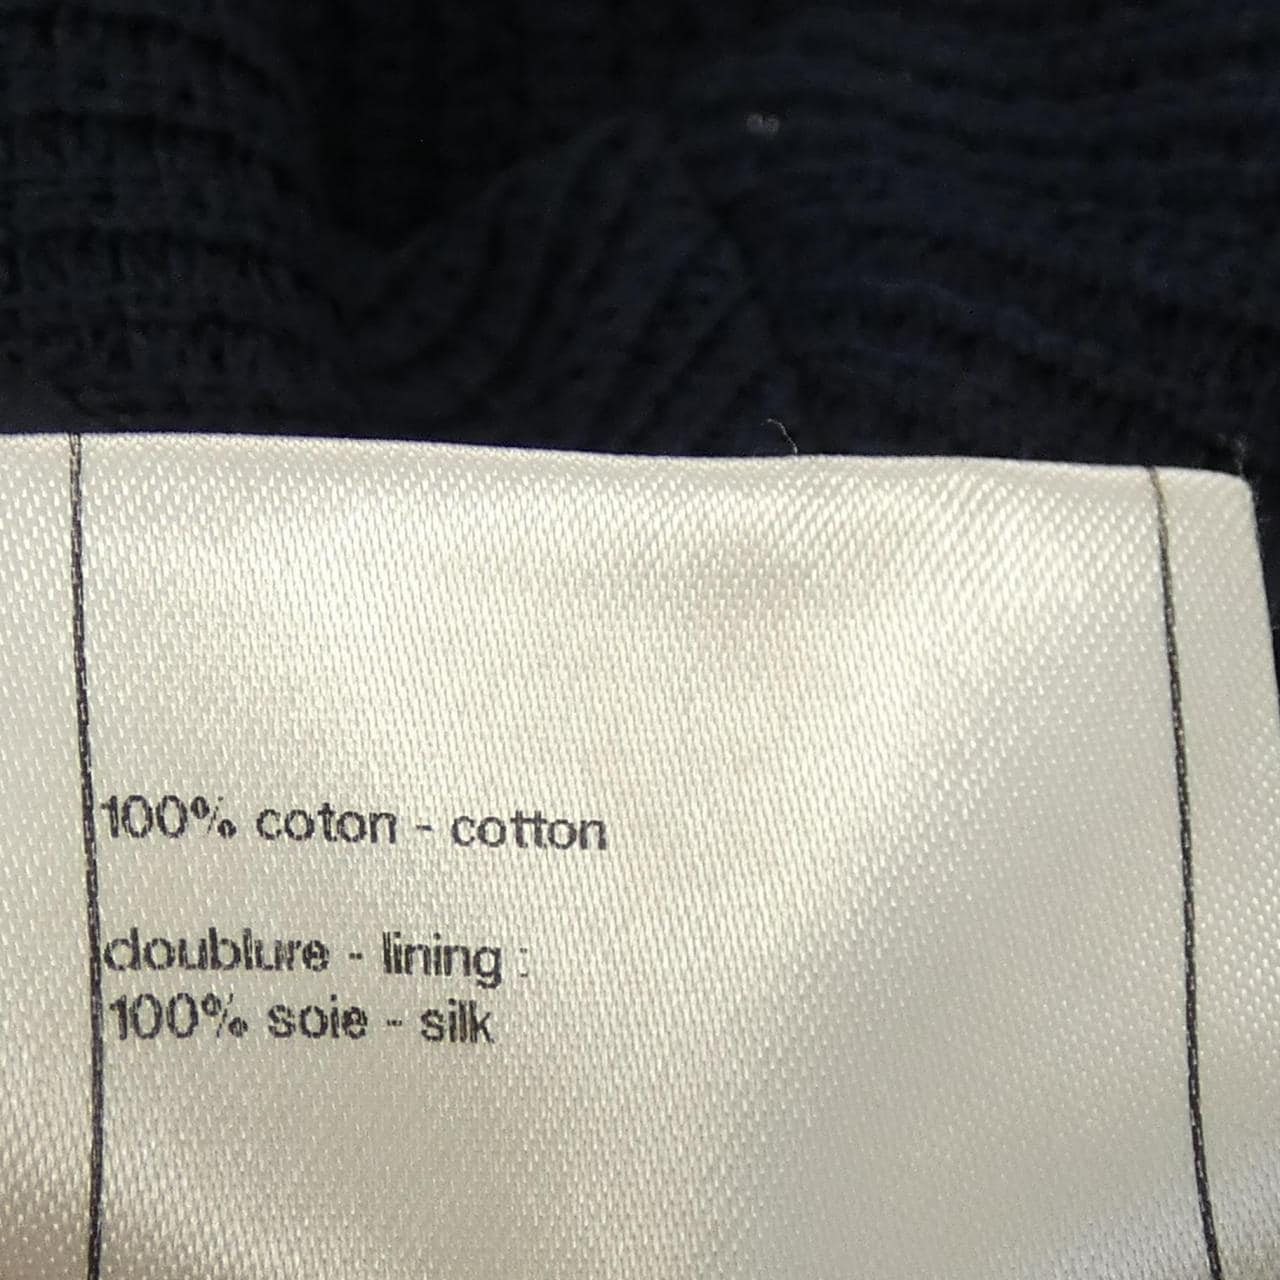 100% coton - cotton
doublure - lining :
100% soie - silk